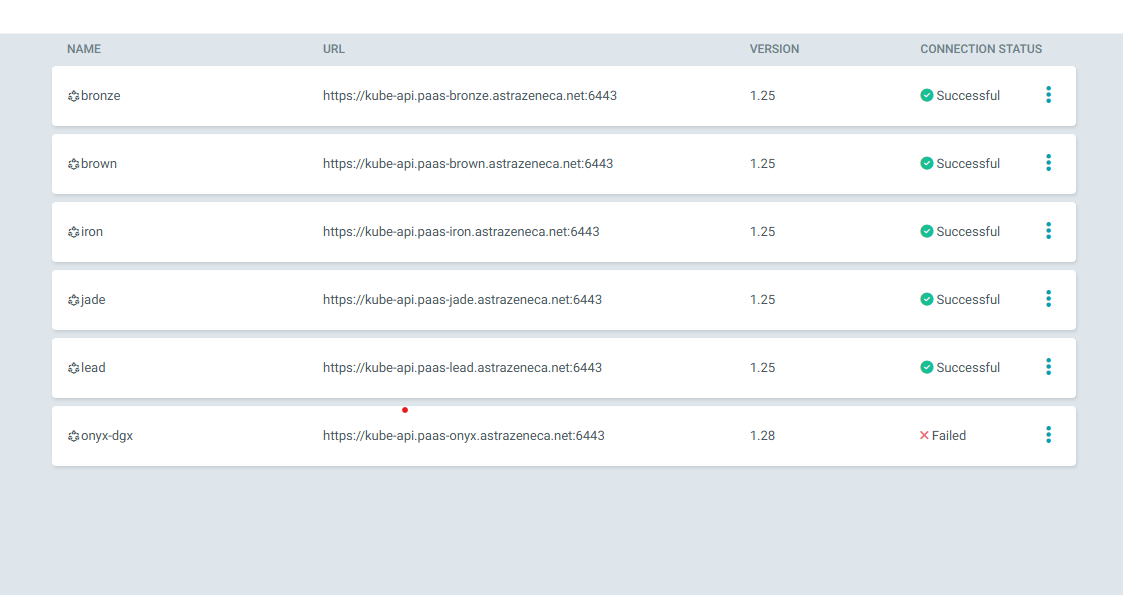 NAME URL VERSION CONNECTION STATUS
bronze https://kube-api.paas-bronze.astrazeneca.net:6443 1.25 Successful
brown https://kube-api.paas-brown.astrazeneca.net:6443 1.25 Successful
iron https://kube-api.paas-iron.astrazeneca.net:6443 1.25 Successful
jade https://kube-api.paas-jade.astrazeneca.net:6443 1.25 Successful
lead https://kube-api.paas-lead.astrazeneca.net:6443 1.25 Successful
onyx-dgx https://kube-api.paas-onyx.astrazeneca.net:6443 1.28 Failed